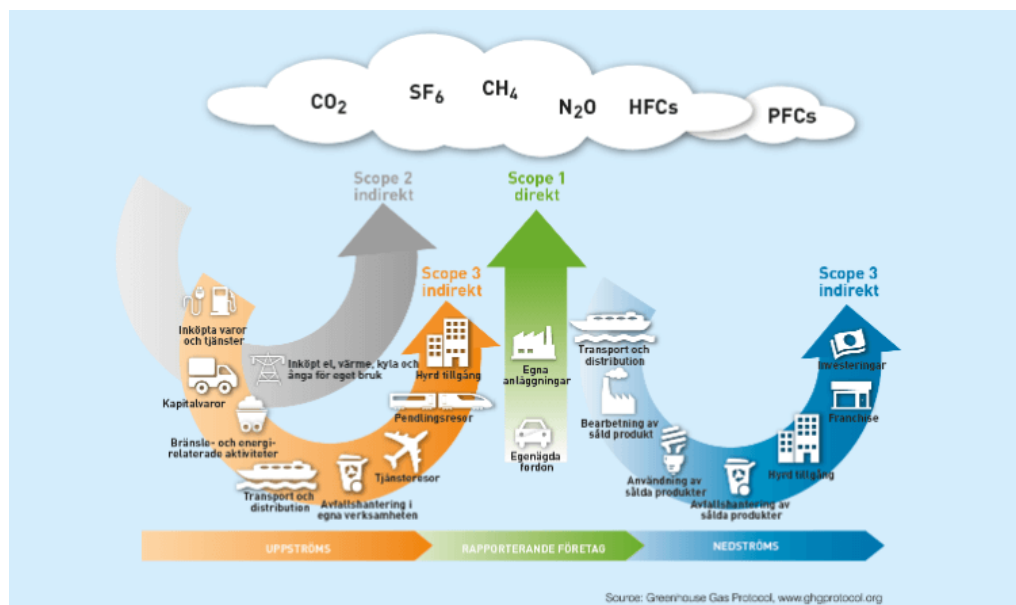 CO₂
SF₆
CH₄
N₂O
HFCs
PFCs
Scope 2
indirekt
Scope 1
direkt
Scope 3
indirekt
Scope 3
indirekt
Inköpta varor
och tjänster
Kapitalvaror
Bränsle- och energi-
relaterade aktiviteter
Transport och
distribution
Avfallshantering i
egna verksamheten
Tjänsteresor
Pendlingsresor
Hyrd tillgång
Inköpt el, värme, kyla och
ånga för eget bruk
Egna
anläggningar
Egenägda
fordon
Transport och
distribution
Bearbetning av
såld produkt
Användning av
sålda produkter
Avfallshantering av
sålda produkter
Hyrd tillgång
Franchise
Investeringar
UPPSTRÖMS
RAPPORTERANDE FÖRETAG
NEDSTRÖMS
Source: Greenhouse Gas Protocol, www.ghgprotocol.org